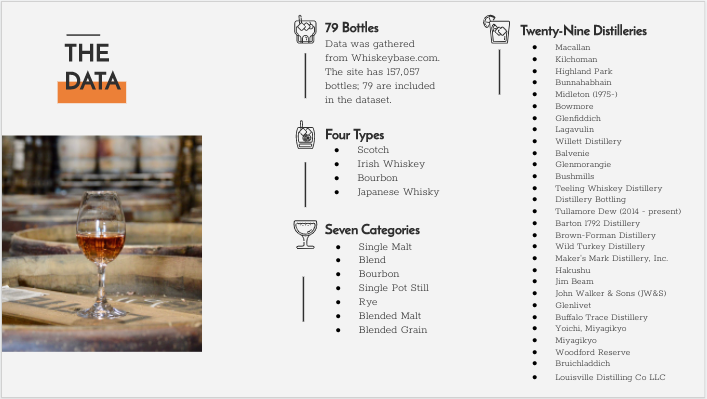 THE
DATA
79 Bottles
Data was gathered
from Whiskeybase.com.
The site has 157,057
bottles; 79 are included
in the dataset.
Four Types
Scotch
Irish Whiskey
Bourbon
Japanese Whisky
Seven Categories
Single Malt
Blend
Bourbon
Single Pot Still
Rye
Blended Malt
Blended Grain
Twenty-Nine Distilleries
Macallan
Kilchoman
Highland Park
Bunnahabhain
Midleton (1975-)
Bowmore
Glenfiddich
Lagavulin
Willett Distillery
Balvenie
Glenmorangie
Bushmills
Teeling Whiskey Distillery
Distillery Bottling
Tullamore Dew (2014 - present)
Barton 1792 Distillery
Brown-Forman Distillery
Wild Turkey Distillery
Maker's Mark Distillery, Inc.
Hakushu
Jim Beam
John Walker & Sons (JW&S)
Glenlivet
Buffalo Trace Distillery
Yoichi, Miyagikyo
Miyagikyo
Woodford Reserve
Bruichladdich
Louisville Distilling Co LLC